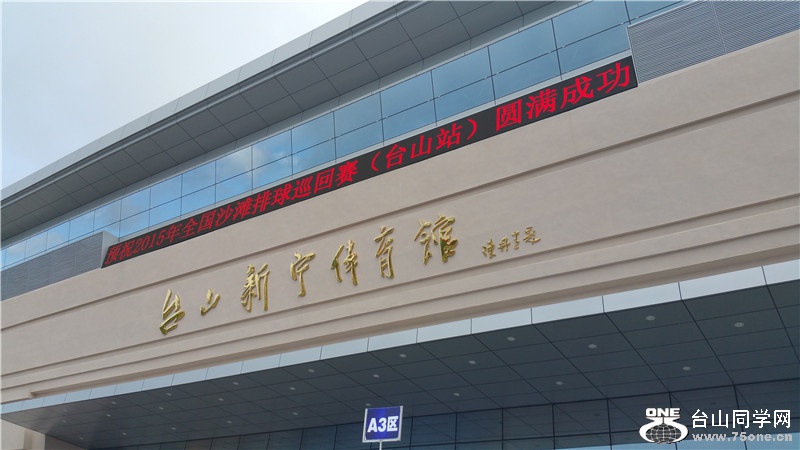 慶祝2015年全国沙滩排球巡回赛（台山站）圆满成功
台山新宁体育馆
A3区
ONE 台山同学网
www.75one.cn